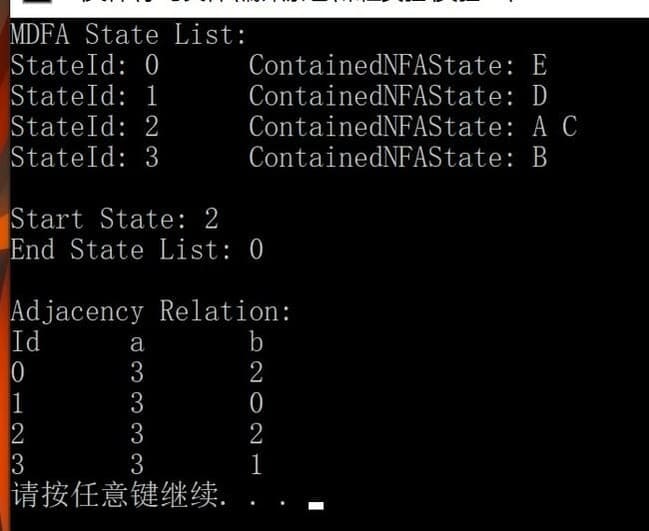 MDFA State List:
StateId: 0 ContainedNFAState: E
StateId: 1 ContainedNFAState: D
StateId: 2 ContainedNFAState: A C
StateId: 3 ContainedNFAState: B
Start State: 2
End State List: 0
Adjacency Relation:
Id a b
0 3 2
1 3 0
2 3 2
3 3 1
请按任意键继续. . .